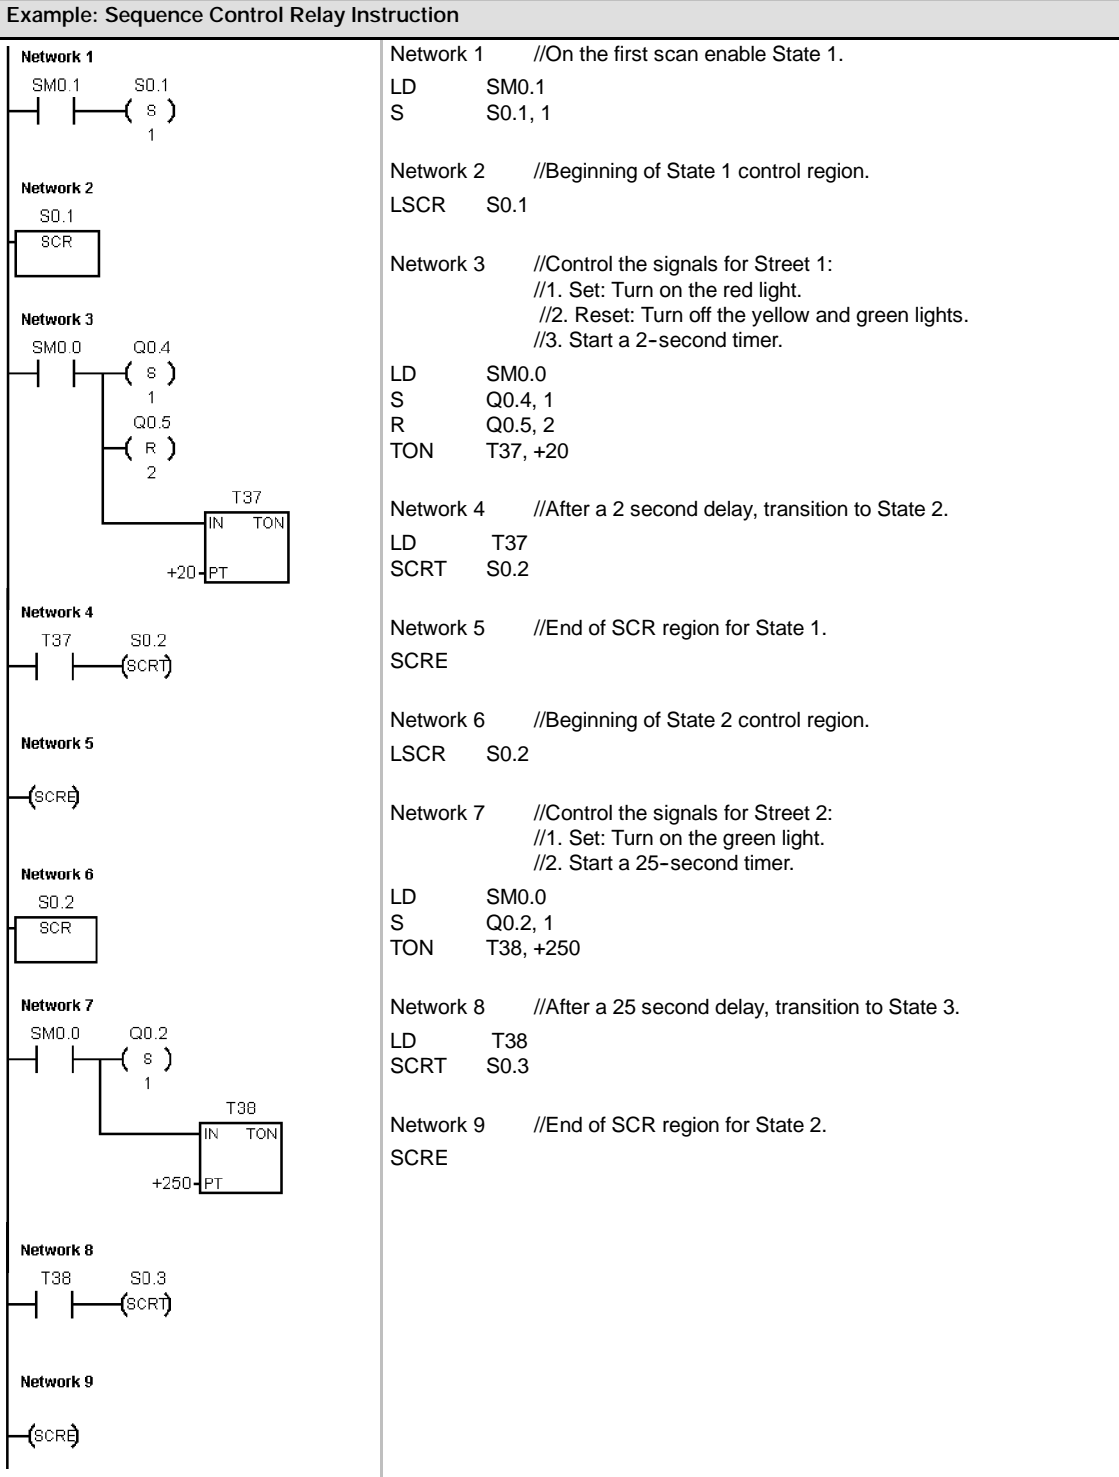 Example: Sequence Control Relay Instruction
Network 1
SM0.1 S0.1
S
1
Network 2
S0.1
SCR
Network 3
SM0.0 Q0.4
S
1
Q0.5
R
2
T37
IN TON
+20 PT
Network 4
T37 S0.2
SCRT
Network 5
SCRE
Network 6
S0.2
SCR
Network 7
SM0.0 Q0.2
S
1
T38
IN TON
+250 PT
Network 8
T38 S0.3
SCRT
Network 9
SCRE
Network 1 //On the first scan enable State 1.
LD SM0.1
S S0.1, 1
Network 2 //Beginning of State 1 control region.
LSCR S0.1
Network 3 //Control the signals for Street 1:
//1. Set: Turn on the red light.
//2. Reset: Turn off the yellow and green lights.
//3. Start a 2-second timer.
LD SM0.0
S Q0.4, 1
R Q0.5, 2
TON T37, +20
Network 4 //After a 2 second delay, transition to State 2.
LD T37
SCRT S0.2
Network 5 //End of SCR region for State 1.
SCRE
Network 6 //Beginning of State 2 control region.
LSCR S0.2
Network 7 //Control the signals for Street 2:
//1. Set: Turn on the green light.
//2. Start a 25-second timer.
LD SM0.0
S Q0.2, 1
TON T38, +250
Network 8 //After a 25 second delay, transition to State 3.
LD T38
SCRT S0.3
Network 9 //End of SCR region for State 2.
SCRE